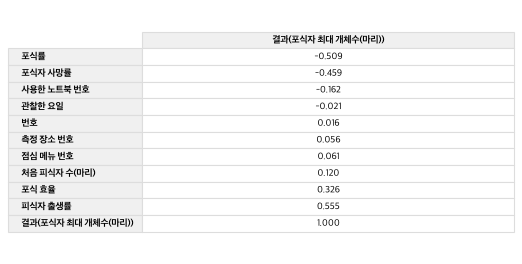 결과(포식자 최대 개체수(마리))
포식률 -0.509
포식자 사망률 -0.459
사용한 노트북 번호 -0.162
관찰한 요일 -0.021
번호 0.016
측정 장소 번호 0.056
점심 메뉴 번호 0.061
처음 피식자 수(마리) 0.120
포식 효율 0.326
피식자 출생률 0.555
결과(포식자 최대 개체수(마리)) 1.000